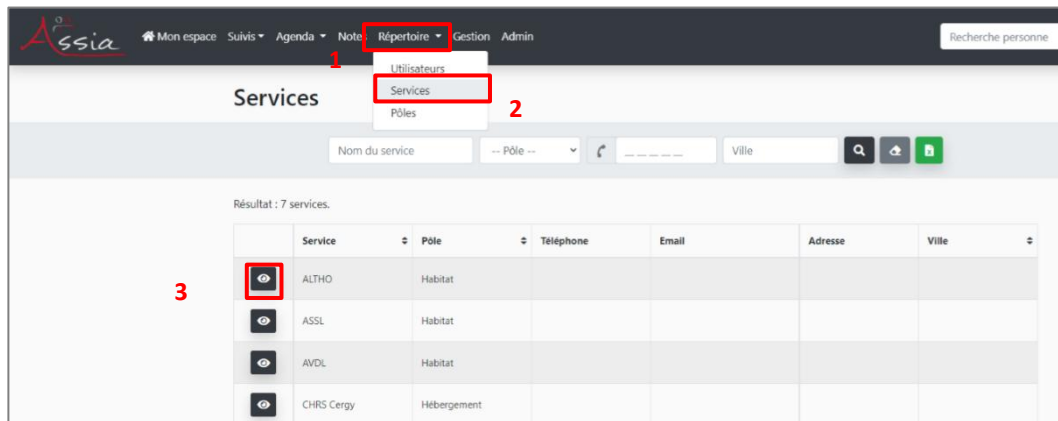 Assia Mon espace Suivis Agenda Note Répertoire Gestion Admin Recherche personne
1
Utilisateurs
Services
Services
2
Pôles
Nom du service -- Pôle -- _ _ _ _ _ Ville
Résultat : 7 services.
Service Pôle Téléphone Email Adresse Ville
3
ALTHO Habitat
ASSL Habitat
AVDL Habitat
CHRS Cergy Hébergement